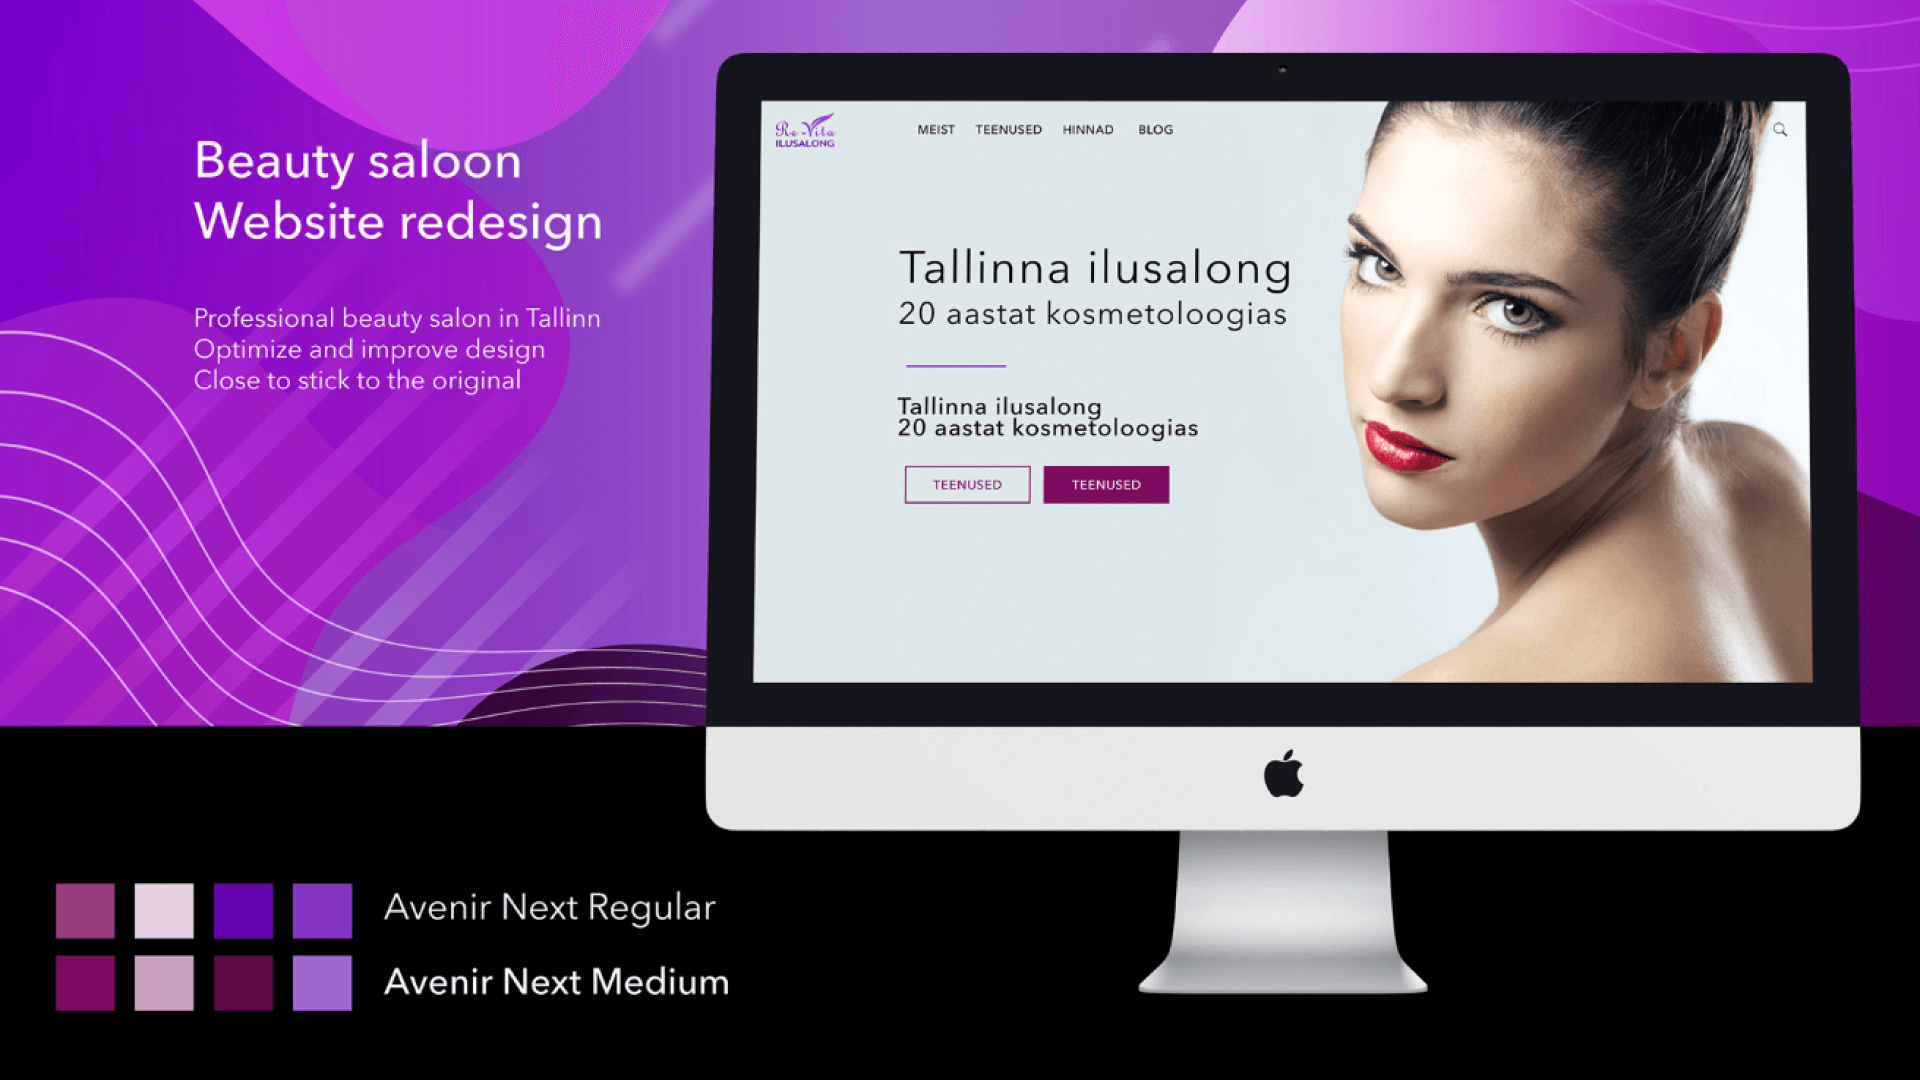 Beauty saloon
Website redesign
Professional beauty salon in Tallinn
Optimize and improve design
Close to stick to the original
Re-Vita
ILUSALONG
MEIST TEENUSED HINNAD BLOG
Tallinna ilusalong
20 aastat kosmetoloogias
Tallinna ilusalong
20 aastat kosmetoloogias
TEENUSED TEENUSED
Avenir Next Regular
Avenir Next Medium